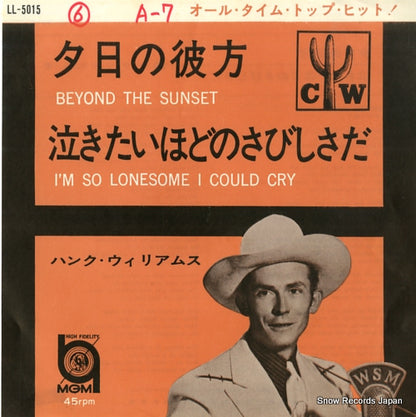 LL-5015
6 A-7
オール・タイム・トップ・ヒット!
夕日の彼方
BEYOND THE SUNSET
C W
泣きたいほどのさびしさだ
I'M SO LONESOME I COULD CRY
ハンク・ウィリアムス
HIGH FIDELITY
MGM
45rpm
WSM
Snow Records Japan